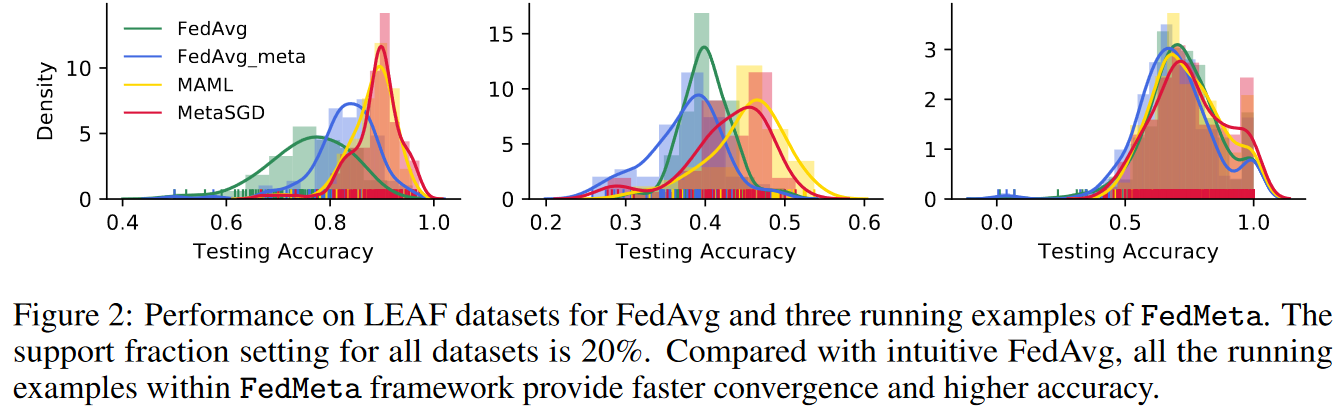 FedAvg
FedAvg_meta
MAML
MetaSGD
Density
10
5
0
0.4 0.6 0.8 1.0
Testing Accuracy
15
10
5
0
0.2 0.3 0.4 0.5 0.6
Testing Accuracy
3
2
1
0
0.0 0.5 1.0
Testing Accuracy
Figure 2: Performance on LEAF datasets for FedAvg and three running examples of FedMeta. The
support fraction setting for all datasets is 20%. Compared with intuitive FedAvg, all the running
examples within FedMeta framework provide faster convergence and higher accuracy.